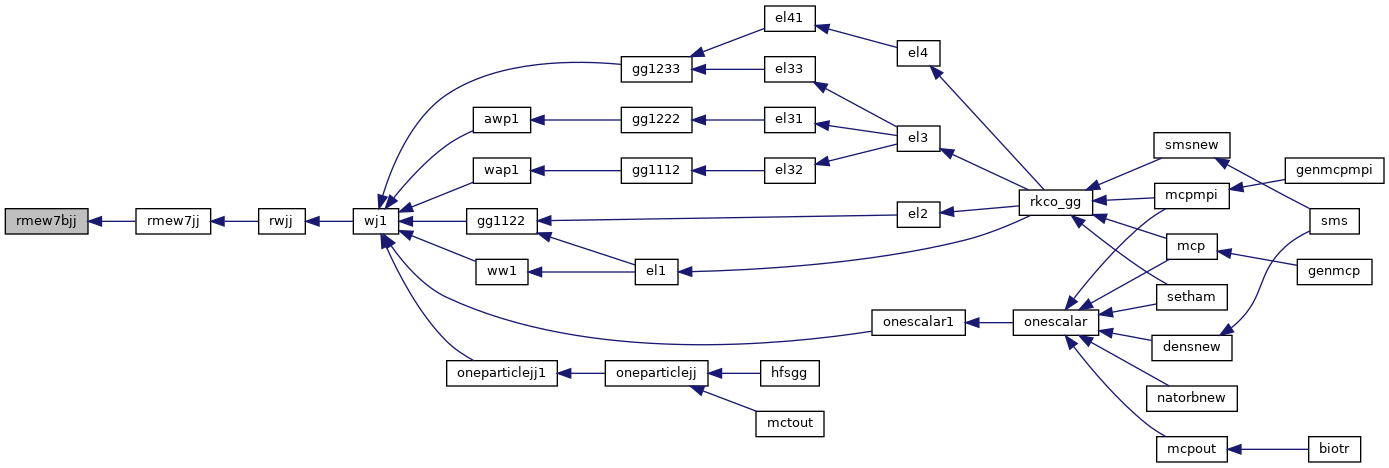 el41
el4
gg1233
el33
awp1
gg1222
el31
el3
smsnew
wap1
gg1112
el32
genmcpmpi
mcpmpi
rkco_gg
rmew7bjj
rmew7jj
rwjj
wj1
gg1122
el2
sms
mcp
ww1
el1
genmcp
setham
onescalar1
onescalar
densnew
oneparticlejj1
oneparticlejj
hfsgg
natorbnew
mctout
mcpout
biotr